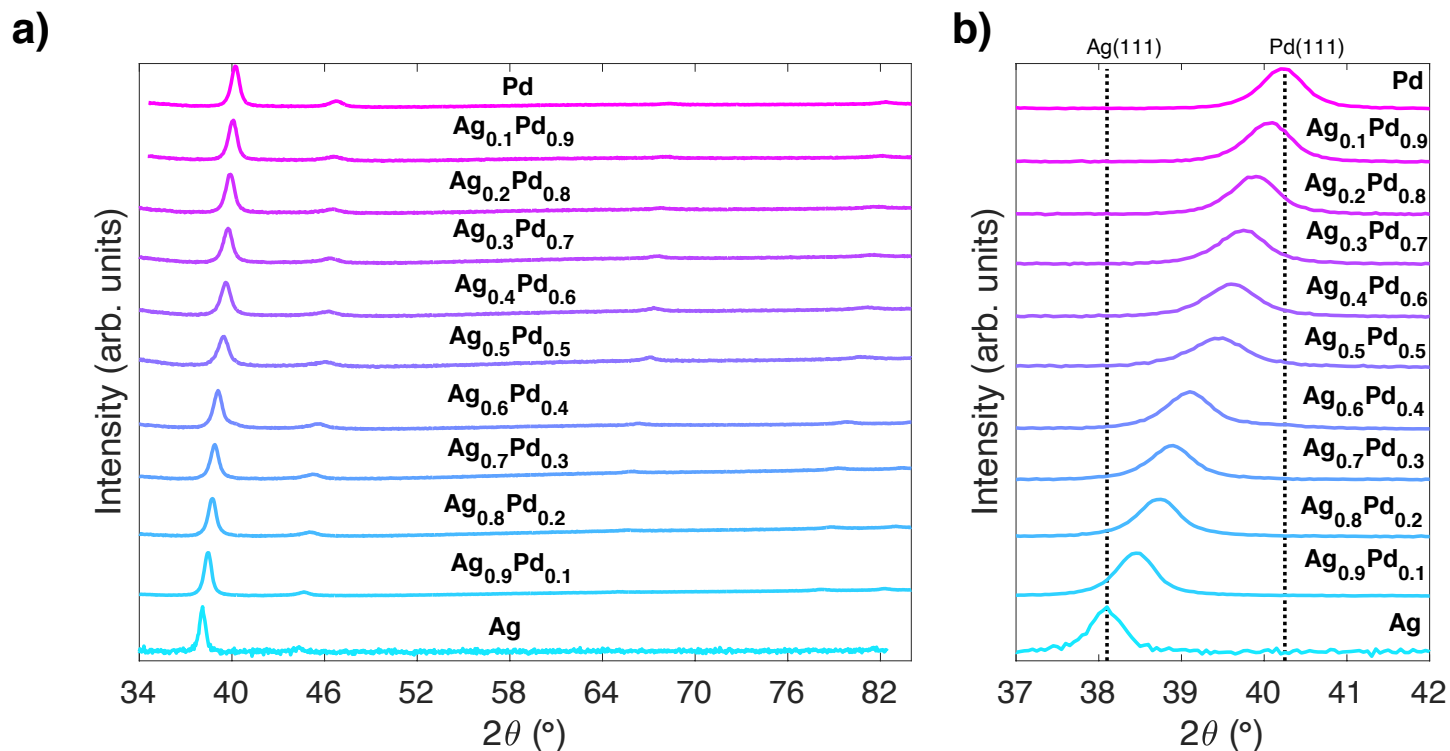 a)
Intensity (arb. units)
Pd
Ag0.1Pd0.9
Ag0.2Pd0.8
Ag0.3Pd0.7
Ag0.4Pd0.6
Ag0.5Pd0.5
Ag0.6Pd0.4
Ag0.7Pd0.3
Ag0.8Pd0.2
Ag0.9Pd0.1
Ag
34 40 46 52 58 64 70 76 82
2θ (°)
b)
Ag(111) Pd(111)
Intensity (arb. units)
Pd
Ag0.1Pd0.9
Ag0.2Pd0.8
Ag0.3Pd0.7
Ag0.4Pd0.6
Ag0.5Pd0.5
Ag0.6Pd0.4
Ag0.7Pd0.3
Ag0.8Pd0.2
Ag0.9Pd0.1
Ag
37 38 39 40 41 42
2θ (°)